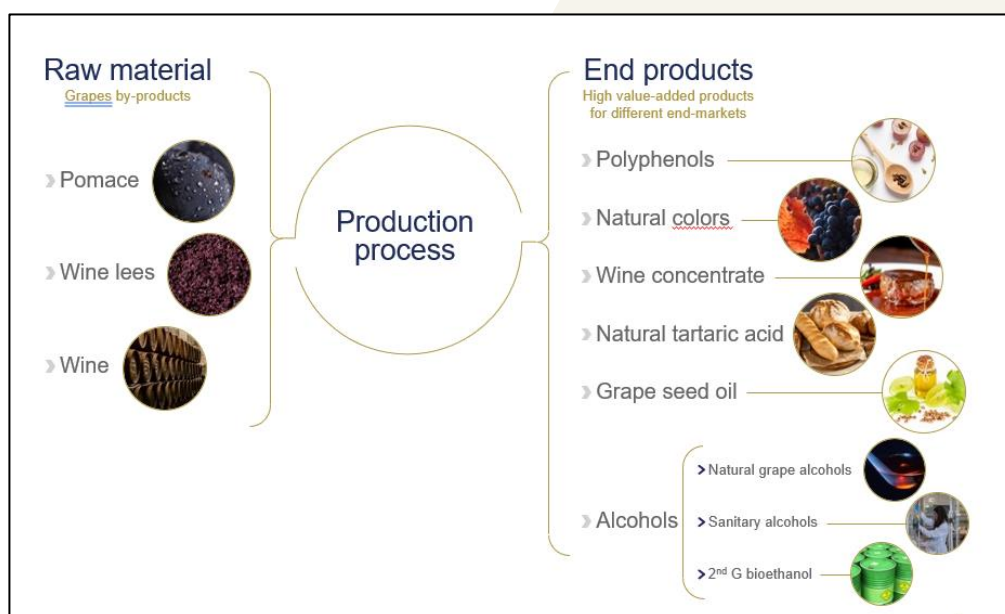 Raw material
Grapes by-products
Pomace
Wine lees
Wine
Production
process
End products
High value-added products
for different end-markets
Polyphenols
Natural colors
Wine concentrate
Natural tartaric acid
Grape seed oil
Alcohols
Natural grape alcohols
Sanitary alcohols
2nd G bioethanol